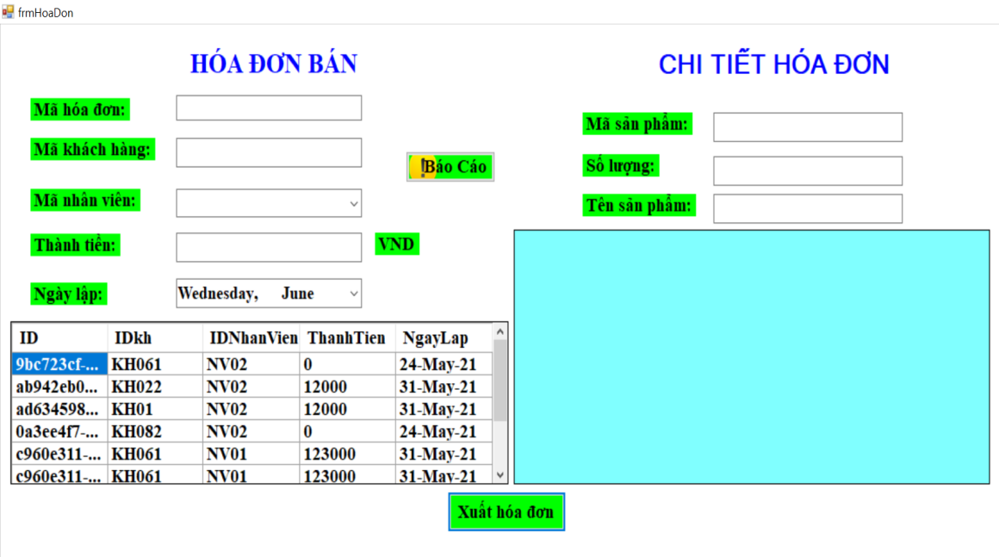 frmHoaDon
HÓA ĐƠN BÁN
Mã hóa đơn:
Mã khách hàng:
Báo Cáo
Mã nhân viên:
Thành tiền:
VND
Ngày lập:
Wednesday, June
ID IDkh IDNhanVien ThanhTien NgayLap
9bc723cf-... KH061 NV02 0 24-May-21
ab942eb0... KH022 NV02 12000 31-May-21
ad634598... KH01 NV02 12000 31-May-21
0a3ee4f7-... KH082 NV02 0 24-May-21
c960e311-... KH061 NV01 123000 31-May-21
c960e311-... KH061 NV01 123000 31-May-21
CHI TIẾT HÓA ĐƠN
Mã sản phẩm:
Số lượng:
Tên sản phẩm:
Xuất hóa đơn